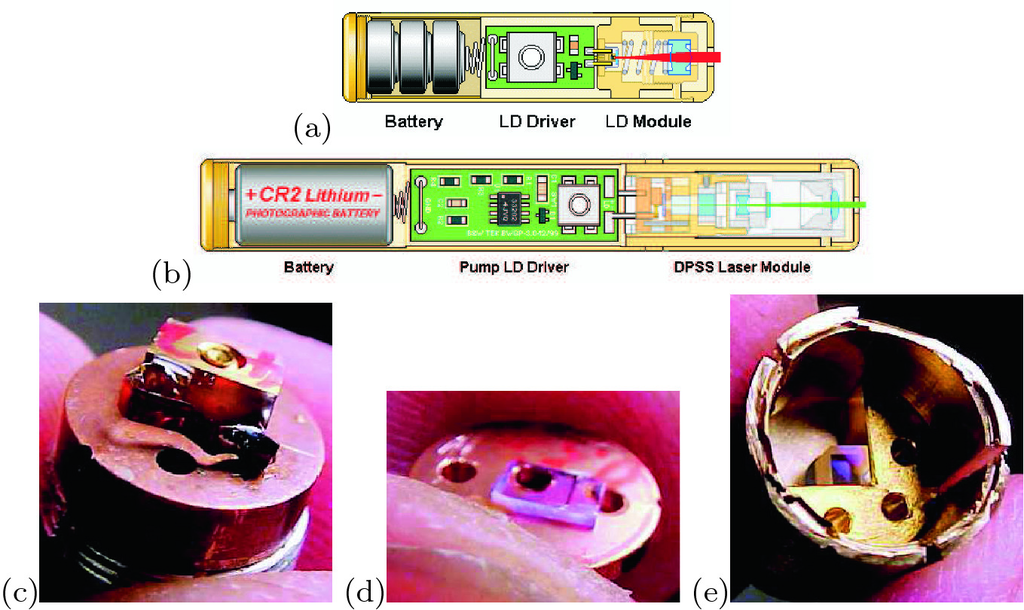 (a)
Battery LD Driver LD Module
+CR2 Lithium−
PHOTOGRAPHIC BATTERY
(b)
Battery Pump LD Driver DPSS Laser Module
(c) (d) (e)